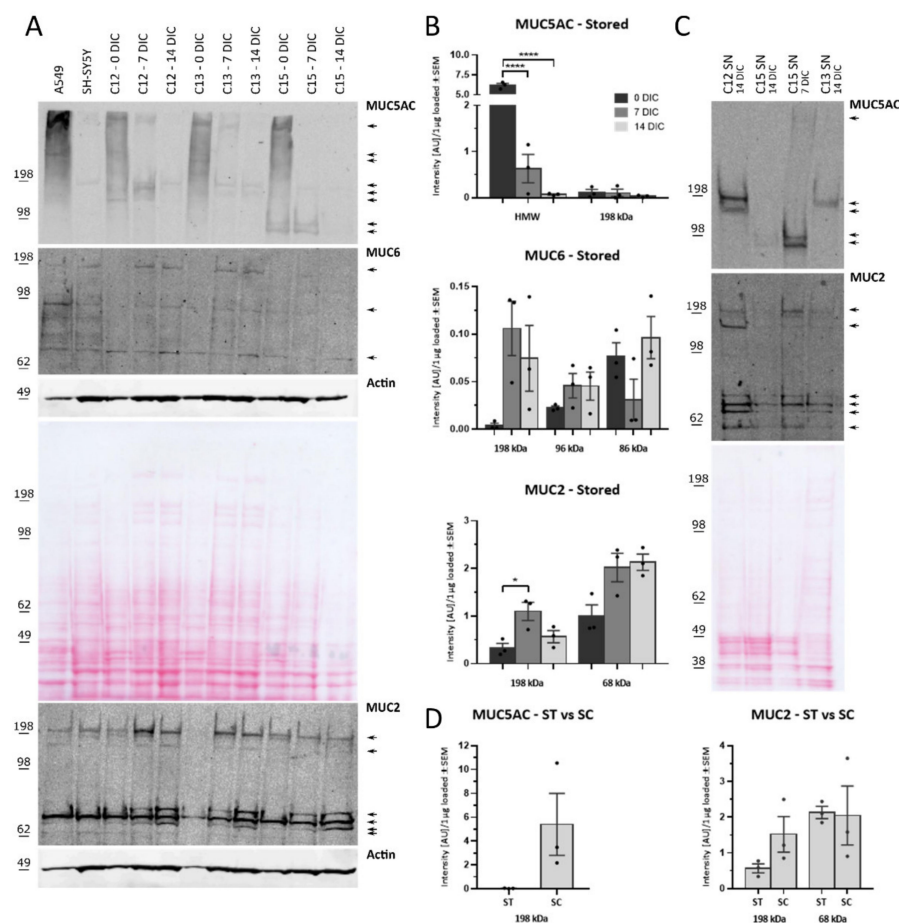 A
A549
SH-SY5Y
C12 - 0 DIC
C12 - 7 DIC
C12 - 14 DIC
C13 - 0 DIC
C13 - 7 DIC
C13 - 14 DIC
C15 - 0 DIC
C15 - 7 DIC
C15 - 14 DIC
MUC5AC
198
98
MUC6
198
98
62
Actin
49
198
98
62
49
MUC2
198
98
62
Actin
49
B
MUC5AC - Stored
Intensity [AU]/1µg loaded ± SEM
10.0
7.5
5.0
2
1
0
****
****
0 DIC
7 DIC
14 DIC
HMW
198 kDa
MUC6 - Stored
Intensity [AU]/1µg loaded ± SEM
0.15
0.10
0.05
0.00
198 kDa
96 kDa
86 kDa
MUC2 - Stored
Intensity [AU]/1µg loaded ± SEM
3
2
1
0
*
198 kDa
68 kDa
C
C12 SN
14 DIC
C15 SN
14 DIC
C15 SN
7 DIC
C13 SN
14 DIC
MUC5AC
198
98
MUC2
198
98
62
198
98
62
49
38
D
MUC5AC - ST vs SC
Intensity [AU]/1µg loaded ± SEM
12
10
8
6
4
2
0
ST
SC
198 kDa
MUC2 - ST vs SC
Intensity [AU]/1µg loaded ± SEM
4
3
2
1
0
ST
SC
ST
SC
198 kDa
68 kDa